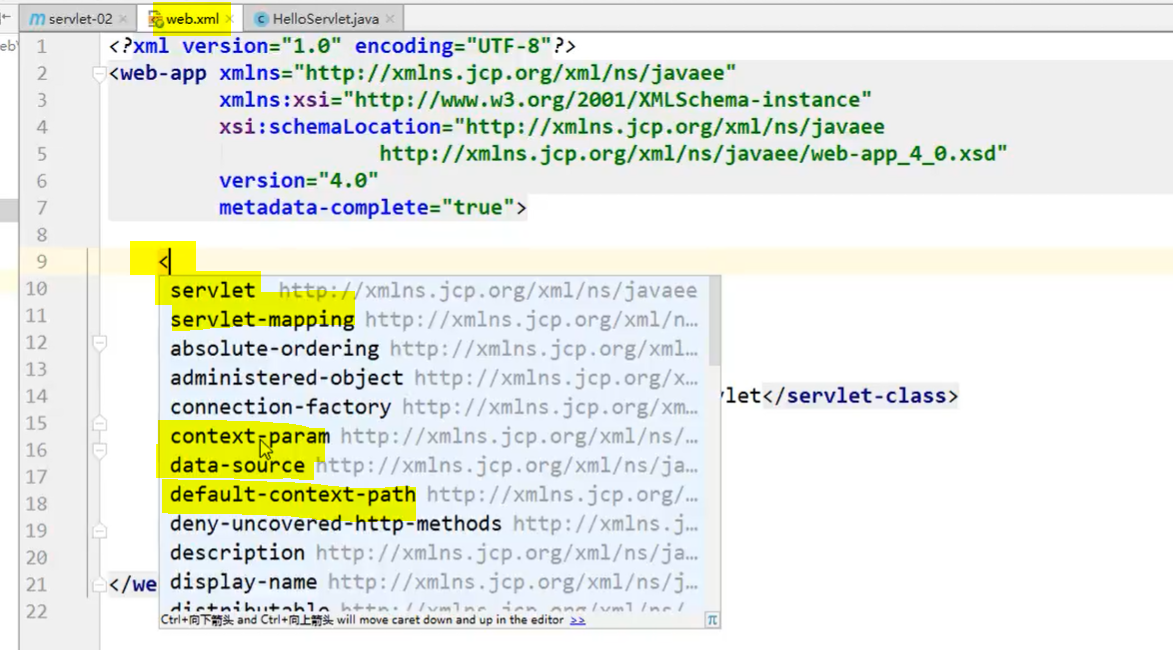 servlet-02 web.xml HelloServlet.java
1 <?xml version="1.0" encoding="UTF-8"?>
2 <web-app xmlns="http://xmlns.jcp.org/xml/ns/javaee"
3 xmlns:xsi="http://www.w3.org/2001/XMLSchema-instance"
4 xsi:schemaLocation="http://xmlns.jcp.org/xml/ns/javaee
5 http://xmlns.jcp.org/xml/ns/javaee/web-app_4_0.xsd"
6 version="4.0"
7 metadata-complete="true">
8
9 <
10 servlet http://xmlns.jcp.org/xml/ns/javaee
11 servlet-mapping http://xmlns.jcp.org/xml/n…
12 absolute-ordering http://xmlns.jcp.org/xml…
13 administered-object http://xmlns.jcp.org/x…
14 connection-factory http://xmlns.jcp.org/xm… let</servlet-class>
15 context-param http://xmlns.jcp.org/xml/ns/…
16 data-source http://xmlns.jcp.org/xml/ns/ja…
17 default-context-path http://xmlns.jcp.org/…
18 deny-uncovered-http-methods http://xmlns.j…
19 description http://xmlns.jcp.org/xml/ns/ja…
20 display-name http://xmlns.jcp.org/xml/ns/j…
21 </we
distributable
22 Ctrl+向下箭头 and Ctrl+向上箭头 will move caret down and up in the editor >> π